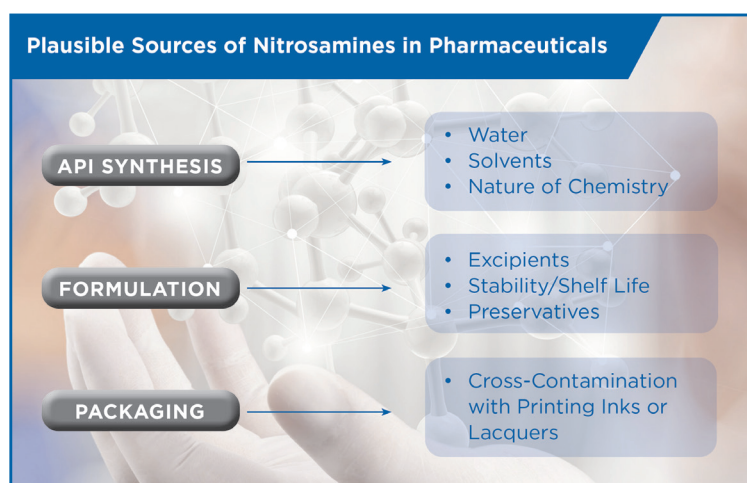 Plausible Sources of Nitrosamines in Pharmaceuticals
API SYNTHESIS
• Water
• Solvents
• Nature of Chemistry
FORMULATION
• Excipients
• Stability/Shelf Life
• Preservatives
PACKAGING
• Cross-Contamination
with Printing Inks or
Lacquers